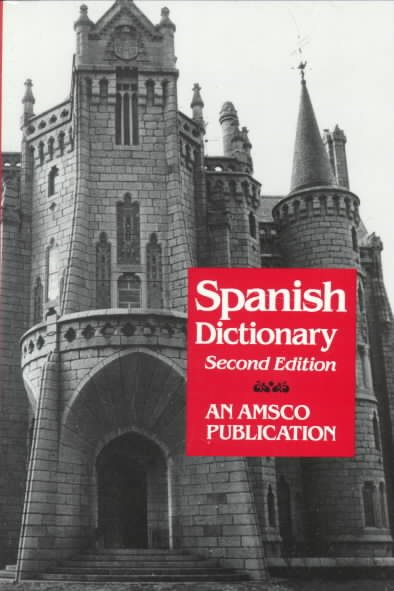 Spanish
Dictionary
Second Edition
AN AMSCO
PUBLICATION